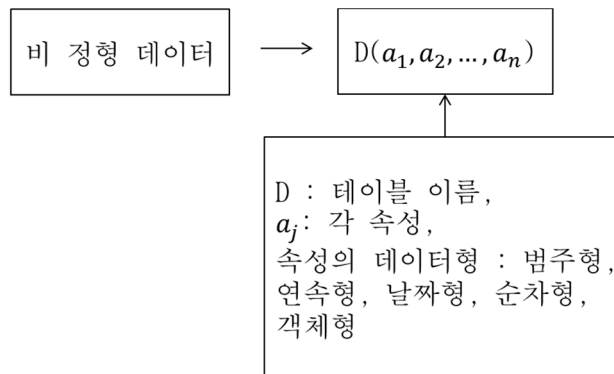 비 정형 데이터
D(a₁,a₂,…,aₙ)
D : 테이블 이름,
aⱼ: 각 속성,
속성의 데이터형 : 범주형,
연속형, 날짜형, 순차형,
객체형